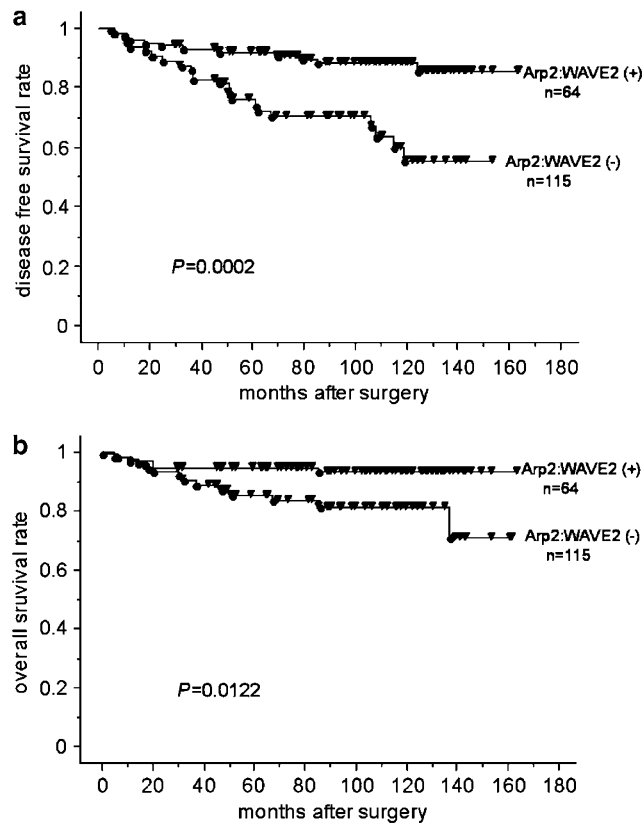 a
disease free survival rate
1
0.8
0.6
0.4
0.2
0
Arp2:WAVE2 (+)
n=64
Arp2:WAVE2 (-)
n=115
P=0.0002
0 20 40 60 80 100 120 140 160 180
months after surgery
b
overall sruvival rate
1
0.8
0.6
0.4
0.2
0
Arp2:WAVE2 (+)
n=64
Arp2:WAVE2 (-)
n=115
P=0.0122
0 20 40 60 80 100 120 140 160 180
months after surgery